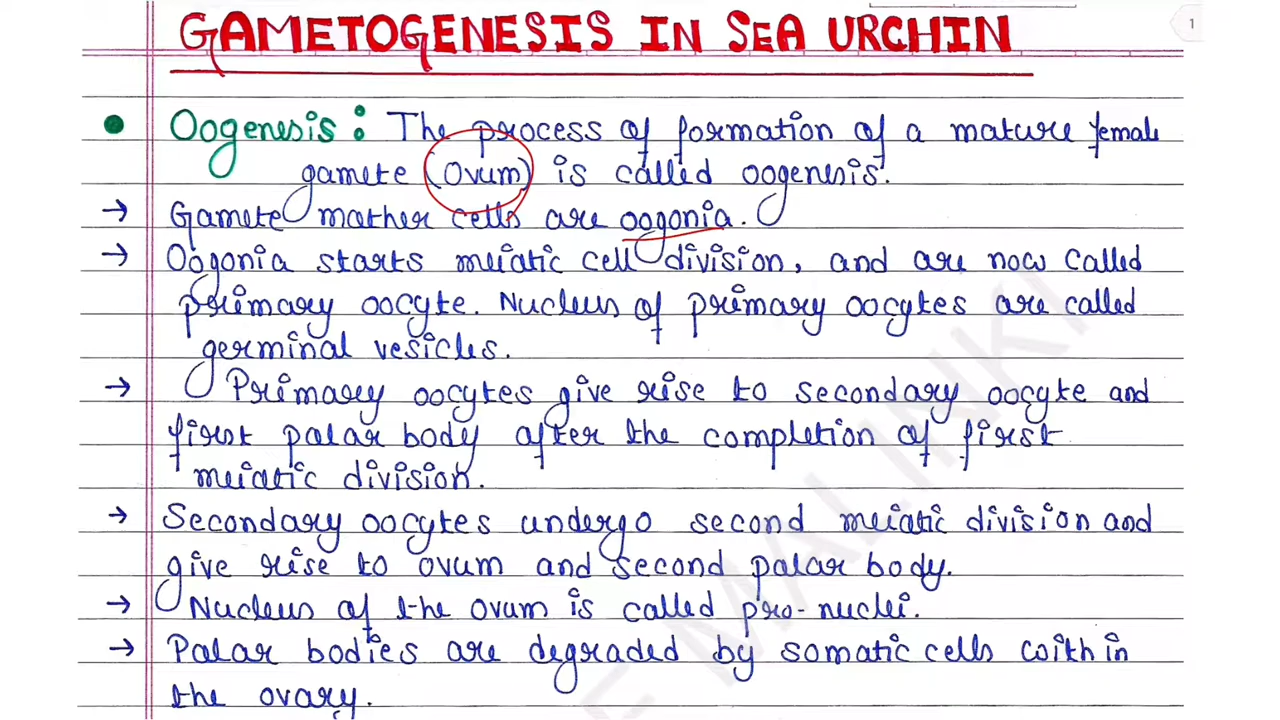 1
GAMETOGENESIS IN SEA URCHIN
Oogenesis: The process of formation of a mature female
gamete (Ovum) is called oogenesis.
→ Gamete mother cells are oogonia.
→ Oogonia starts meiotic cell division, and are now called
primary oocyte. Nucleus of primary oocytes are called
germinal vesicles.
→ Primary oocytes give rise to secondary oocyte and
first polar body after the completion of first
meiotic division.
→ Secondary oocytes undergo second meiotic division and
give rise to ovum and second polar body.
→ Nucleus of the ovum is called pro-nuclei.
→ Polar bodies are degraded by somatic cells within
the ovary.